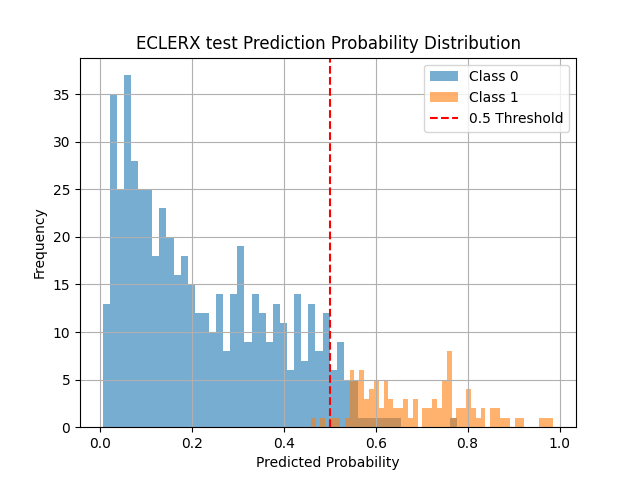 ECLERX test Prediction Probability Distribution
Class 0
Class 1
0.5 Threshold
Frequency
35
30
25
20
15
10
5
0
0.0 0.2 0.4 0.6 0.8 1.0
Predicted Probability